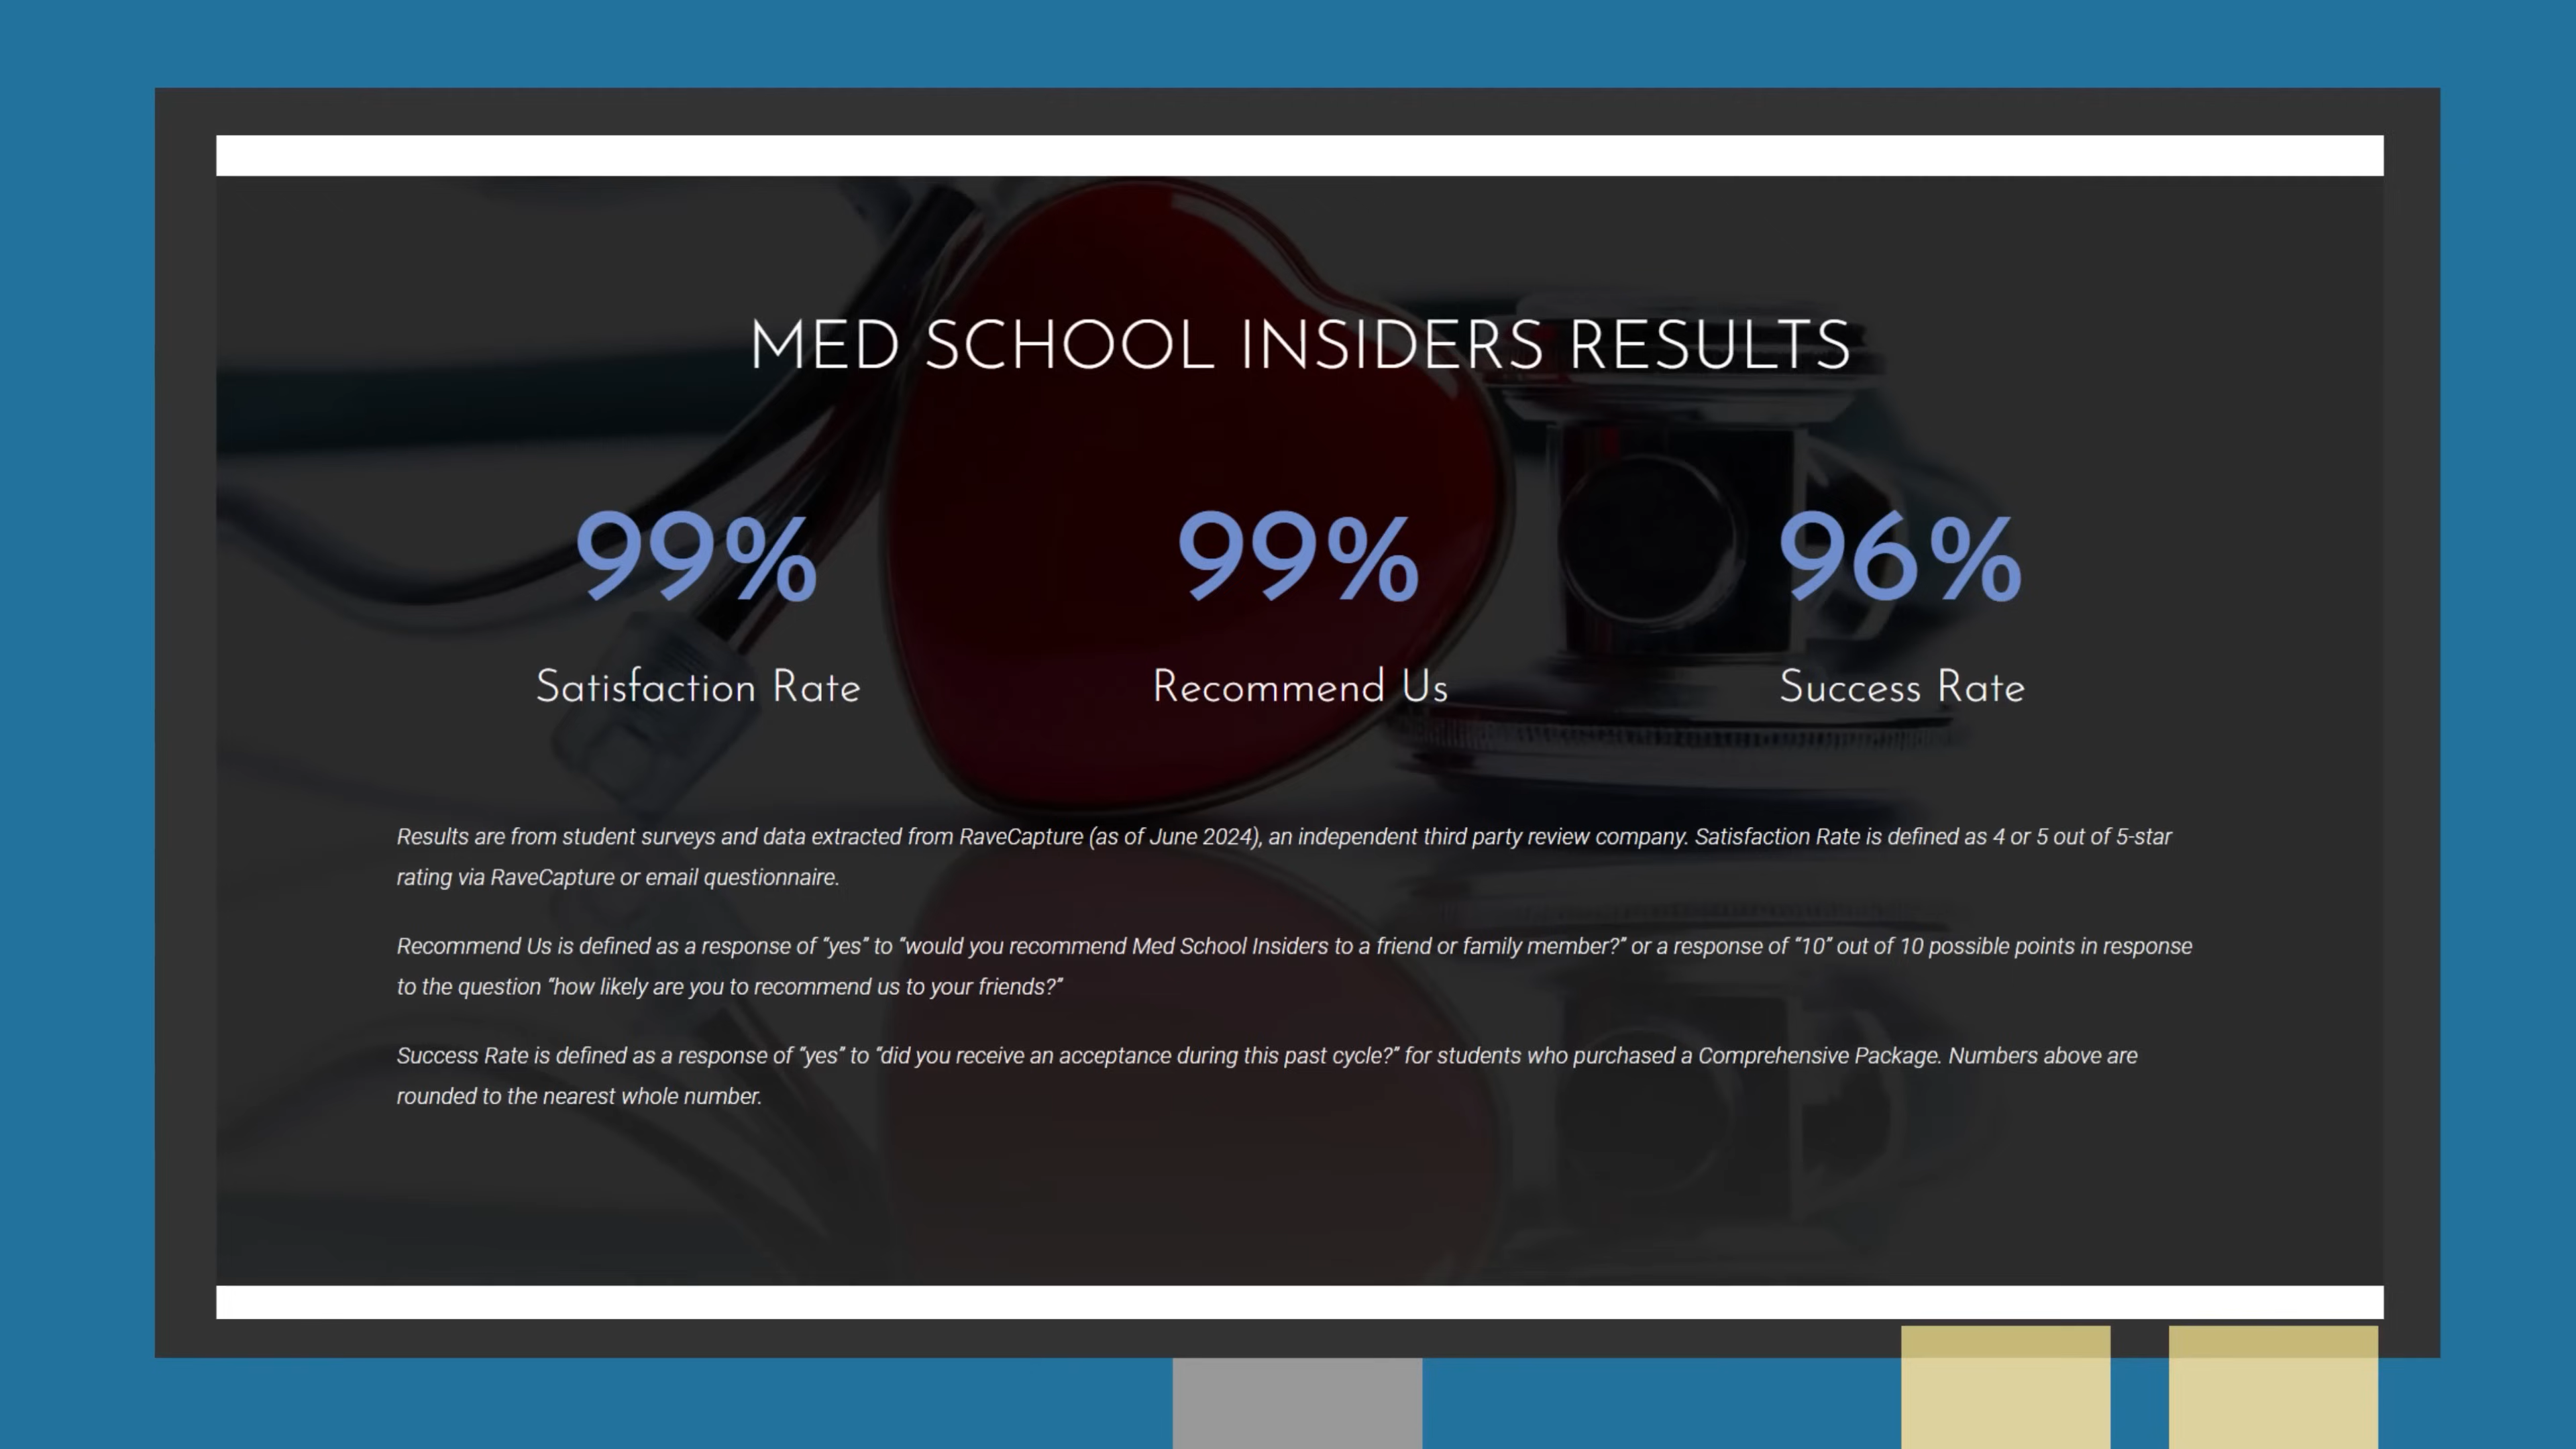 MED SCHOOL INSIDERS RESULTS
99%
99%
96%
Satisfaction Rate
Recommend Us
Success Rate
Results are from student surveys and data extracted from RaveCapture (as of June 2024), an independent third party review company. Satisfaction Rate is defined as 4 or 5 out of 5-star
rating via RaveCapture or email questionnaire.
Recommend Us is defined as a response of “yes” to “would you recommend Med School Insiders to a friend or family member?” or a response of “10” out of 10 possible points in response
to the question “how likely are you to recommend us to your friends?”
Success Rate is defined as a response of “yes” to “did you receive an acceptance during this past cycle?” for students who purchased a Comprehensive Package. Numbers above are
rounded to the nearest whole number.